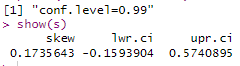 [1] "conf.level=0.99"
> show(s)
skew lwr.ci upr.ci
0.1735643 -0.1593904 0.5740895
>